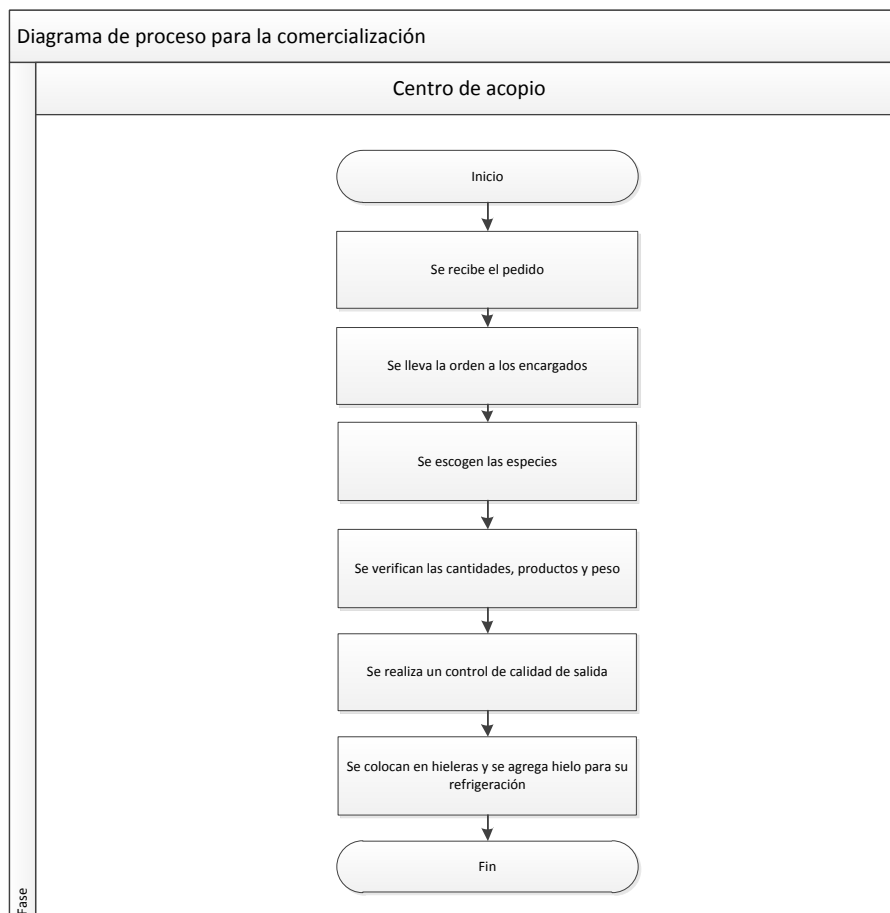 Diagrama de proceso para la comercialización
Centro de acopio
Inicio
Se recibe el pedido
Se lleva la orden a los encargados
Se escogen las especies
Se verifican las cantidades, productos y peso
Se realiza un control de calidad de salida
Se colocan en hieleras y se agrega hielo para su
refrigeración
Fin
Fase